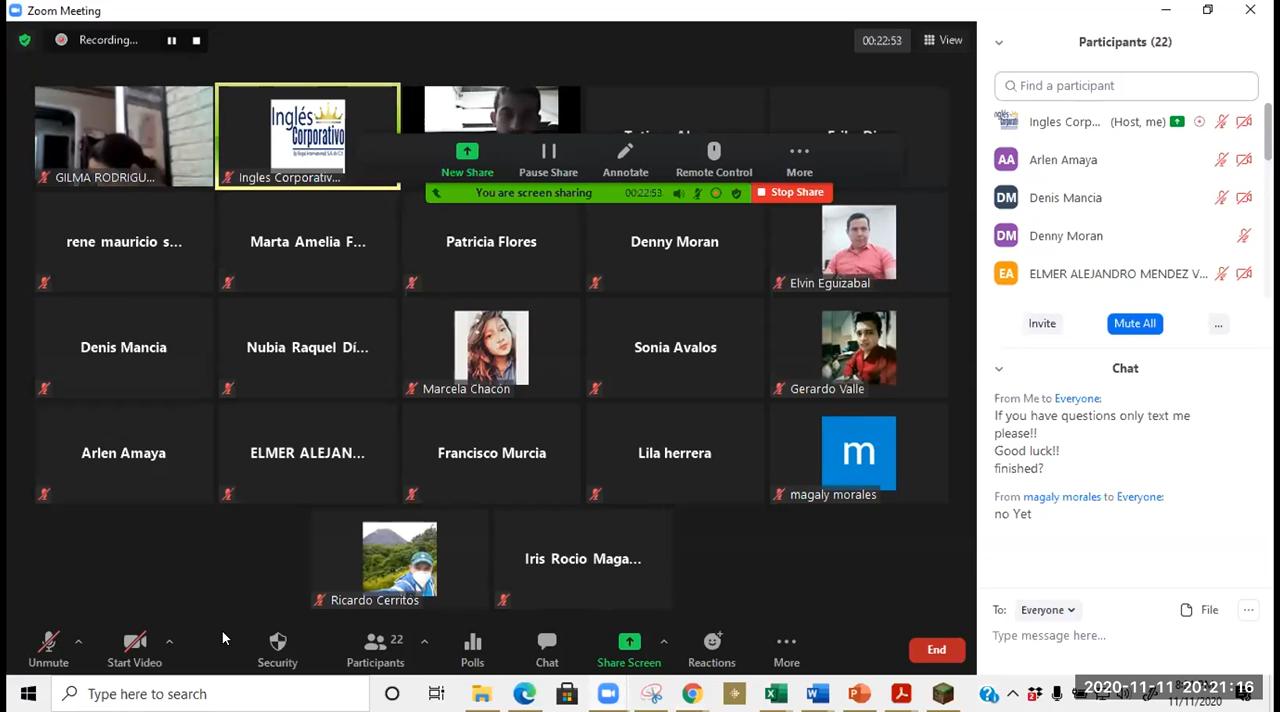 Zoom Meeting
Recording...
00:22:53
View
Participants (22)
Find a participant
Ingles Corp... (Host, me)
AA Arlen Amaya
DM Denis Mancia
DM Denny Moran
EA ELMER ALEJANDRO MENDEZ V...
Invite
Mute All
...
GILMA RODRIGU...
Inglés
Corporativo
Ingles Corporativ...
New Share
Pause Share
Annotate
Remote Control
More
You are screen sharing
00:22:53
Stop Share
rene mauricio s...
Marta Amelia F...
Patricia Flores
Denny Moran
Elvin Eguizabal
Denis Mancia
Nubia Raquel Dí...
Marcela Chacón
Sonia Avalos
Gerardo Valle
Arlen Amaya
ELMER ALEJAN...
Francisco Murcia
Lila herrera
m
magaly morales
Ricardo Cerritos
Iris Rocio Maga...
Chat
From Me to Everyone:
If you have questions only text me
please!!
Good luck!!
finished?
From magaly morales to Everyone:
no Yet
To: Everyone
File
Type message here...
Unmute
Start Video
Security
Participants
22
Polls
Chat
Share Screen
Reactions
More
End
Type here to search
2020-11-11 20:21:16
11/11/2020